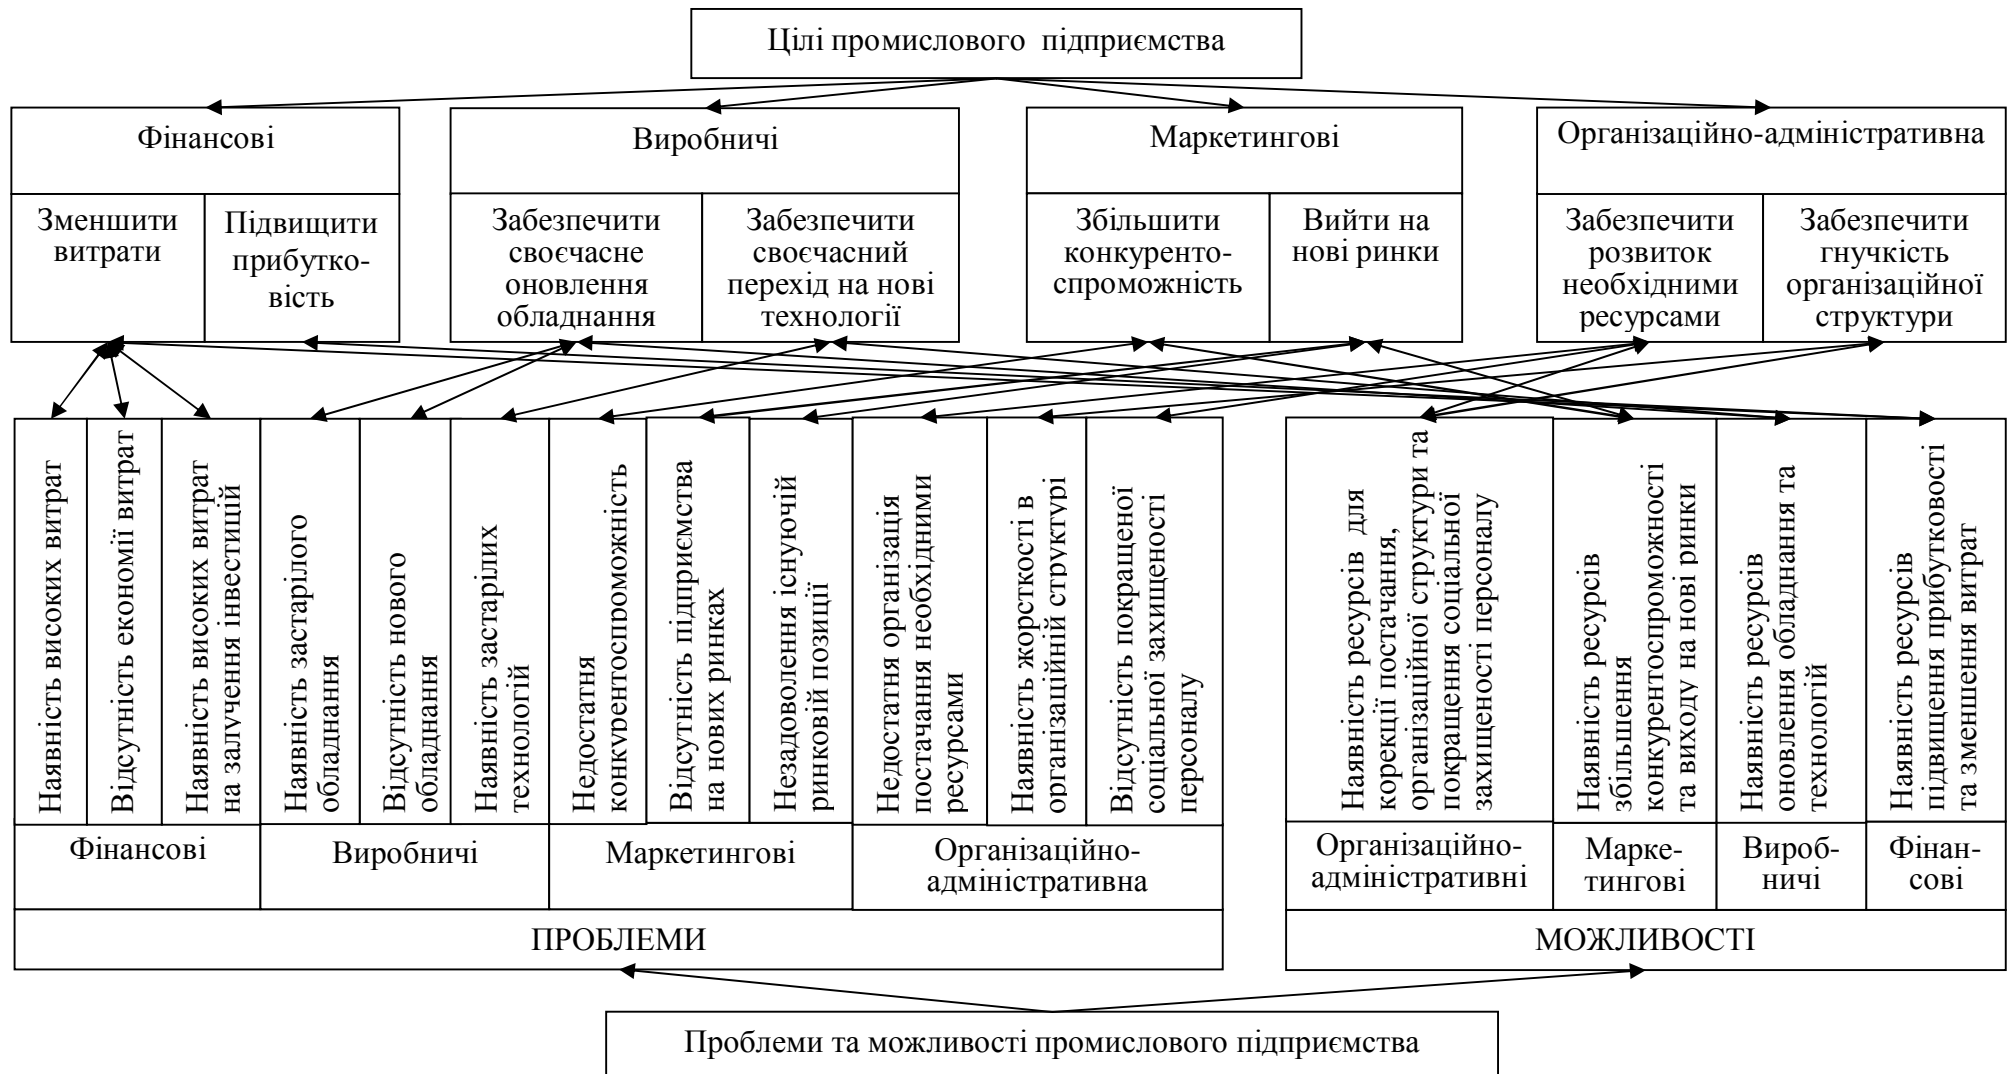 Цілі промислового підприємства
Фінансові
Виробничі
Маркетингові
Організаційно-адміністративна
Зменшити
витрати
Підвищити
прибутко-
вість
Забезпечити
своєчасне
оновлення
обладнання
Забезпечити
своєчасний
перехід на нові
технології
Збільшити
конкуренто-
спроможність
Вийти на
нові ринки
Забезпечити
розвиток
необхідними
ресурсами
Забезпечити
гнучкість
організаційної
структури
Наявність високих витрат
Відсутність економії витрат
Наявність високих витрат
на залучення інвестицій
Наявність застарілого
обладнання
Відсутність нового
обладнання
Наявність застарілих
технологій
Недостатня
конкурентоспроможність
Відсутність підприємства
на нових ринках
Незадоволення існуючій
ринковій позиції
Недостатня організація
постачання необхідними
ресурсами
Наявність жорсткості в
організаційній структурі
Відсутність покращеної
соціальної захищеності
персоналу
Наявність ресурсів для
корекції постачання,
організаційної структури та
покращення соціальної
захищеності персоналу
Наявність ресурсів
збільшення
конкурентоспроможності
та виходу на нові ринки
Наявність ресурсів
оновлення обладнання та
технологій
Наявність ресурсів
підвищення прибутковості
та зменшення витрат
Фінансові
Виробничі
Маркетингові
Організаційно-
адміністративна
Організаційно-
адміністративні
Марке-
тингові
Вироб-
ничі
Фінан-
сові
ПРОБЛЕМИ
МОЖЛИВОСТІ
Проблеми та можливості промислового підприємства